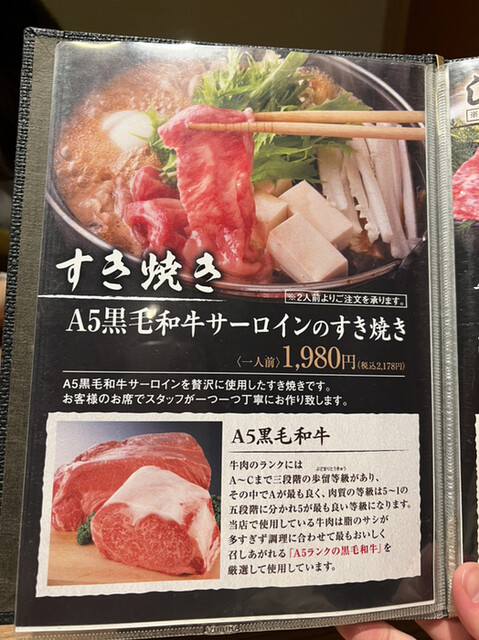 すき焼き
※2人前よりご注文を承ります。
A5黒毛和牛サーロインのすき焼き
〈一人前〉1,980円(税込2,178円)
A5黒毛和牛サーロインを贅沢に使用したすき焼きです。
お客様のお席でスタッフが一つ一つ丁寧にお作り致します。
A5黒毛和牛
牛肉のランクには
ぶどまりとうきゅう
A〜Cまで三段階の歩留等級があり、
その中でAが最も良く、肉質の等級は5~1の
五段階に分かれ5が最も良い等級になります。
当店で使用している牛肉は脂のサシが
多すぎず調理に合わせて最もおいしく
召しあがれる「A5ランクの黒毛和牛」を
厳選して使用しています。
し
※